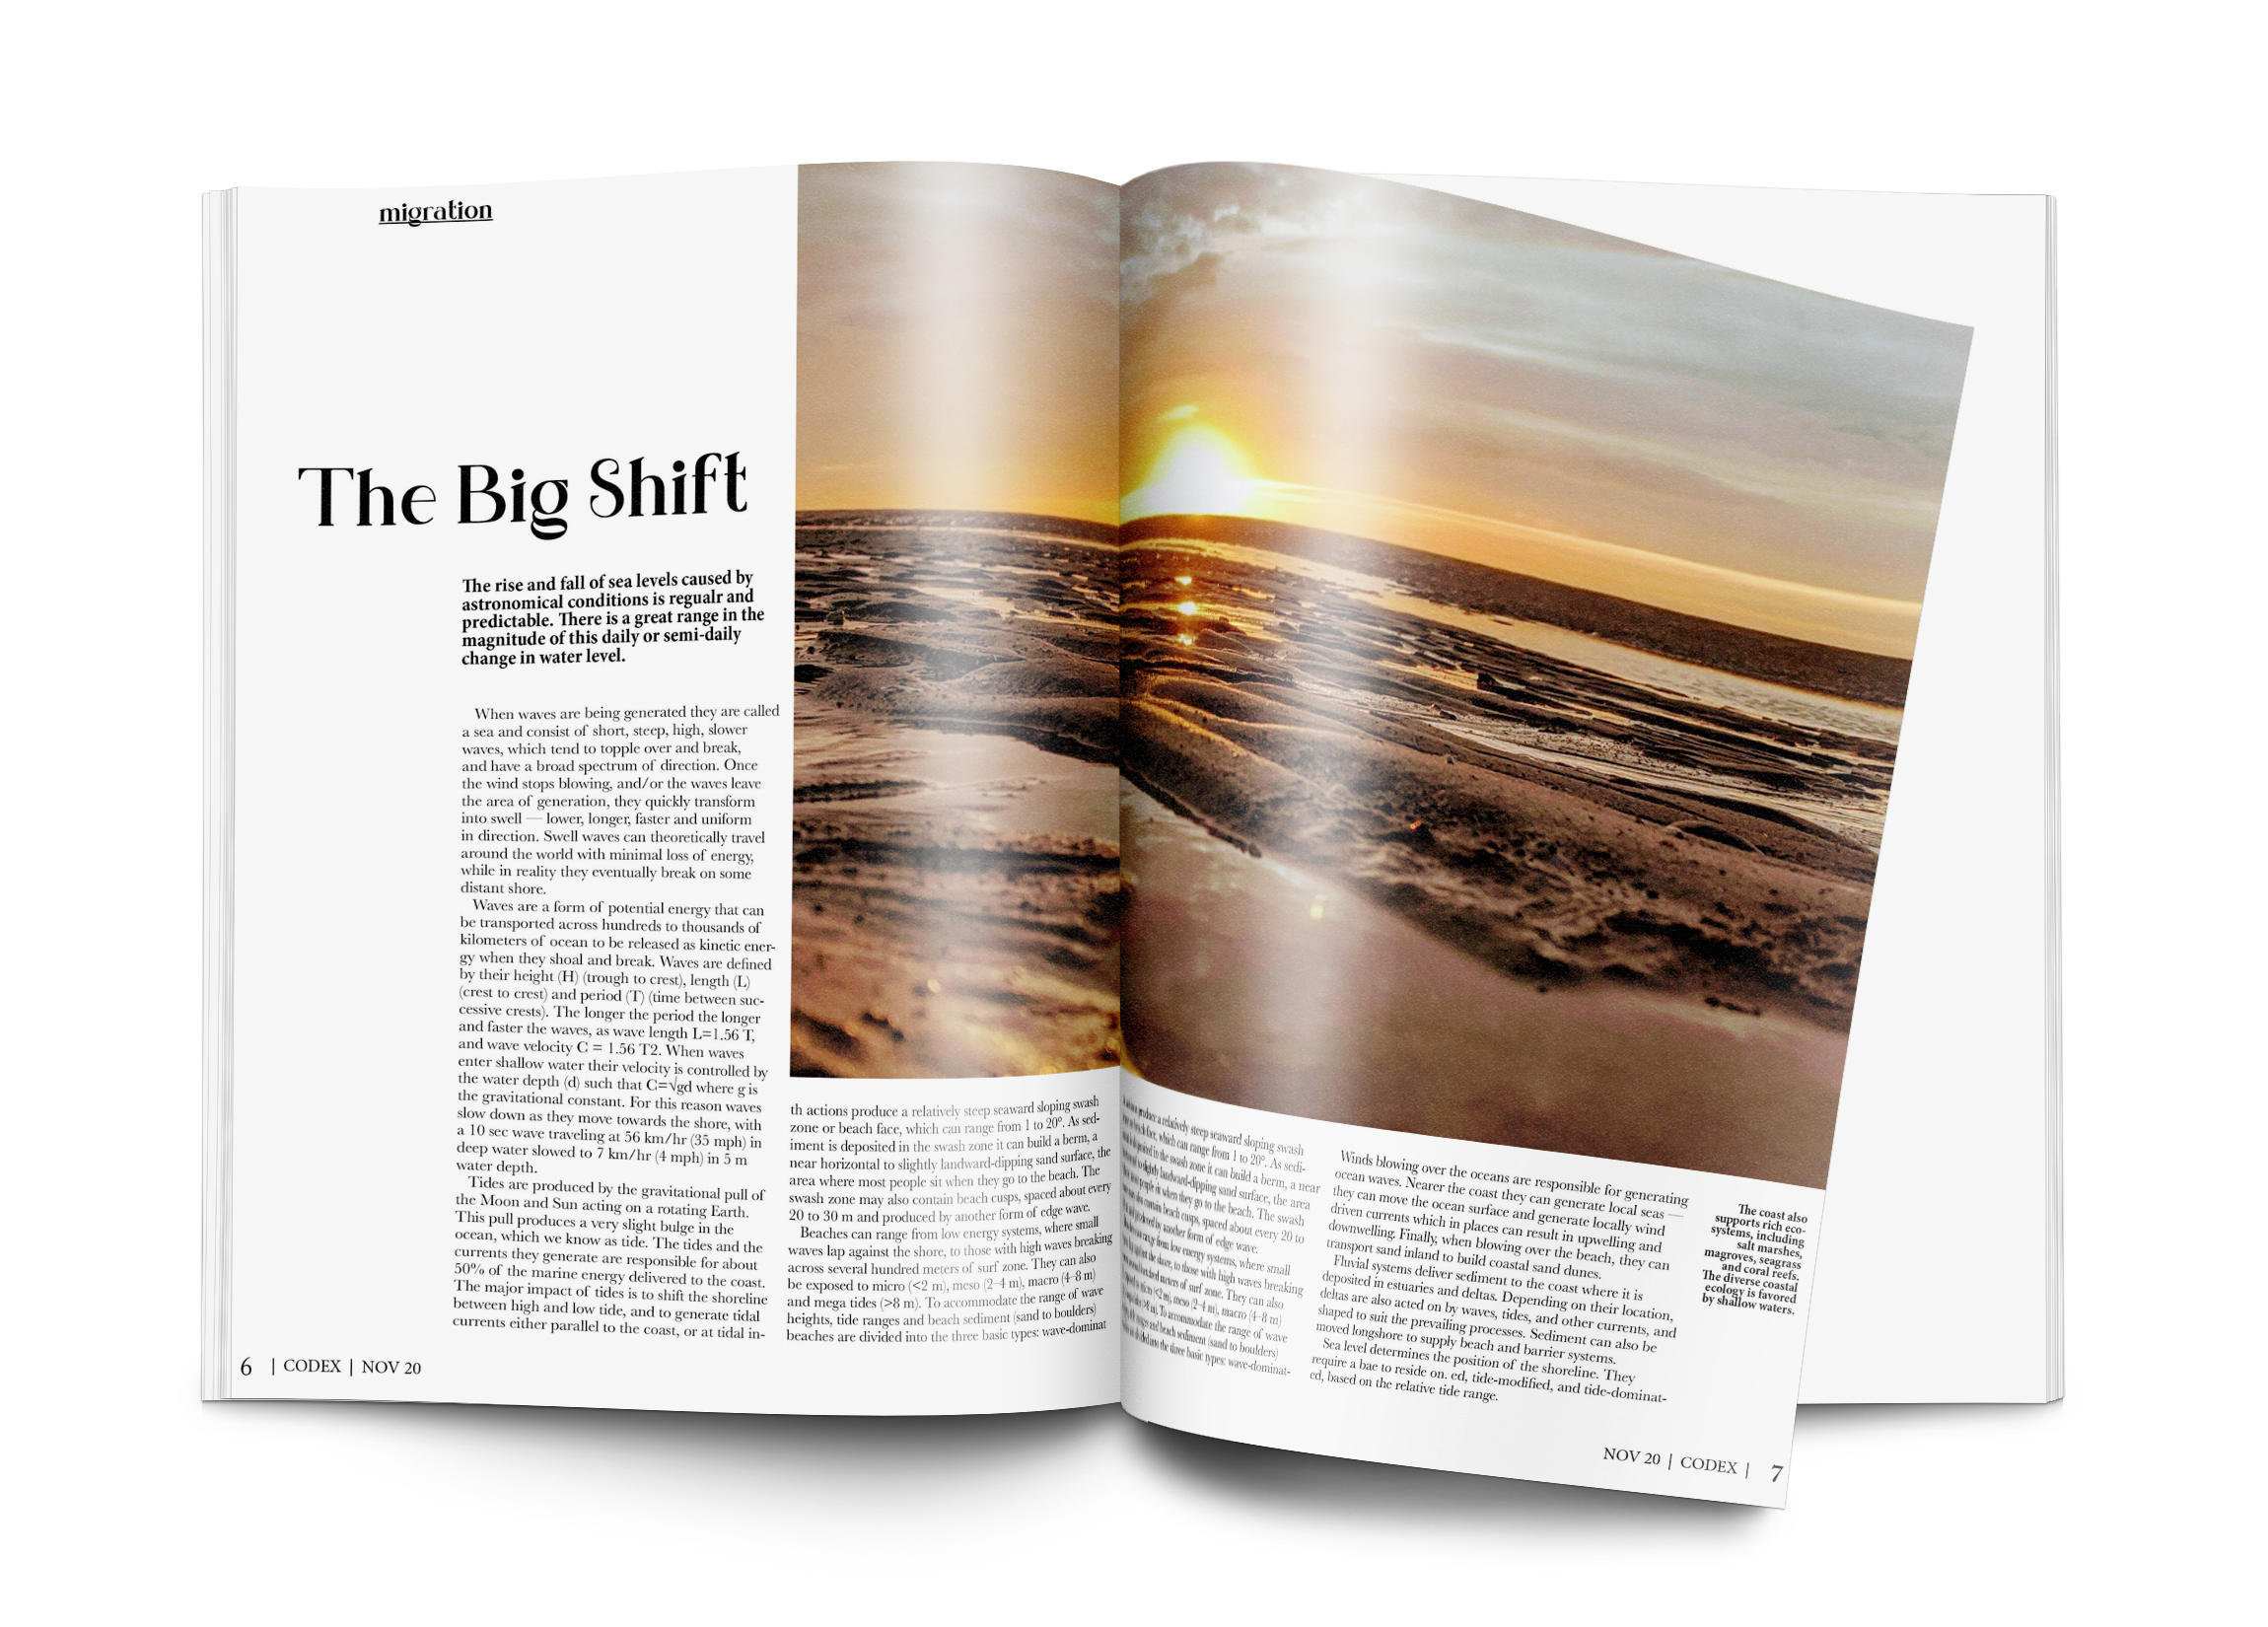 migration
The Big Shift
The rise and fall of sea levels caused by
astronomical conditions is regualr and
predictable. There is a great range in the
magnitude of this daily or semi-daily
change in water level.
When waves are being generated they are called
a sea and consist of short, steep, high, slower
waves, which tend to topple over and break,
and have a broad spectrum of direction. Once
the wind stops blowing, and/or the waves leave
the area of generation, they quickly transform
into swell — lower, longer, faster and uniform
in direction. Swell waves can theoretically travel
around the world with minimal loss of energy,
while in reality they eventually break on some
distant shore.
Waves are a form of potential energy that can
be transported across hundreds to thousands of
kilometers of ocean to be released as kinetic ener-
gy when they shoal and break. Waves are defined
by their height (H) (trough to crest), length (L)
(crest to crest) and period (T) (time between suc-
cessive crests). The longer the period the longer
and faster the waves, as wave length L=1.56 T,
and wave velocity C = 1.56 T2. When waves
enter shallow water their velocity is controlled by
the water depth (d) such that C=√gd where g is
the gravitational constant. For this reason waves
slow down as they move towards the shore, with
a 10 sec wave traveling at 56 km/hr (35 mph) in
deep water slowed to 7 km/hr (4 mph) in 5 m
water depth.
Tides are produced by the gravitational pull of
the Moon and Sun acting on a rotating Earth.
This pull produces a very slight bulge in the
ocean, which we know as tide. The tides and the
currents they generate are responsible for about
50% of the marine energy delivered to the coast.
The major impact of tides is to shift the shoreline
between high and low tide, and to generate tidal
currents either parallel to the coast, or at tidal in-
th actions produce a relatively steep seaward sloping swash
zone or beach face, which can range from 1 to 20°. As sed-
iment is deposited in the swash zone it can build a berm, a
near horizontal to slightly landward-dipping sand surface, the
area where most people sit when they go to the beach. The
swash zone may also contain beach cusps, spaced about every
20 to 30 m and produced by another form of edge wave.
Beaches can range from low energy systems, where small
waves lap against the shore, to those with high waves breaking
across several hundred meters of surf zone. They can also
be exposed to micro (<2 m), meso (2–4 m), macro (4–8 m)
and mega tides (>8 m). To accommodate the range of wave
heights, tide ranges and beach sediment (sand to boulders)
beaches are divided into the three basic types: wave-dominat
6 | CODEX | NOV 20
produce a relatively steep seaward sloping swash
face, which can range from 1 to 20°. As sedi-
deposited in the swash zone it can build a berm, a near
to slightly landward-dipping sand surface, the area
people sit when they go to the beach. The swash
contain beach cusps, spaced about every 20 to
by another form of edge wave.
range from low energy systems, where small
against the shore, to those with high waves breaking
hundred meters of surf zone. They can also
to micro (<2 m), meso (2–4 m), macro (4–8 m)
(>8 m). To accommodate the range of wave
ranges and beach sediment (sand to boulders)
divided into the three basic types: wave-dominat-
Winds blowing over the oceans are responsible for generating
ocean waves. Nearer the coast they can generate local seas —
they can move the ocean surface and generate locally wind
driven currents which in places can result in upwelling and
downwelling. Finally, when blowing over the beach, they can
transport sand inland to build coastal sand dunes.
Fluvial systems deliver sediment to the coast where it is
deposited in estuaries and deltas. Depending on their location,
deltas are also acted on by waves, tides, and other currents, and
shaped to suit the prevailing processes. Sediment can also be
moved longshore to supply beach and barrier systems.
Sea level determines the position of the shoreline. They
require a bae to reside on. ed, tide-modified, and tide-dominat-
ed, based on the relative tide range.
The coast also
supports rich eco-
systems, including
salt marshes,
magroves, seagrass
and coral reefs.
The diverse coastal
ecology is favored
by shallow waters.
NOV 20 | CODEX | 7